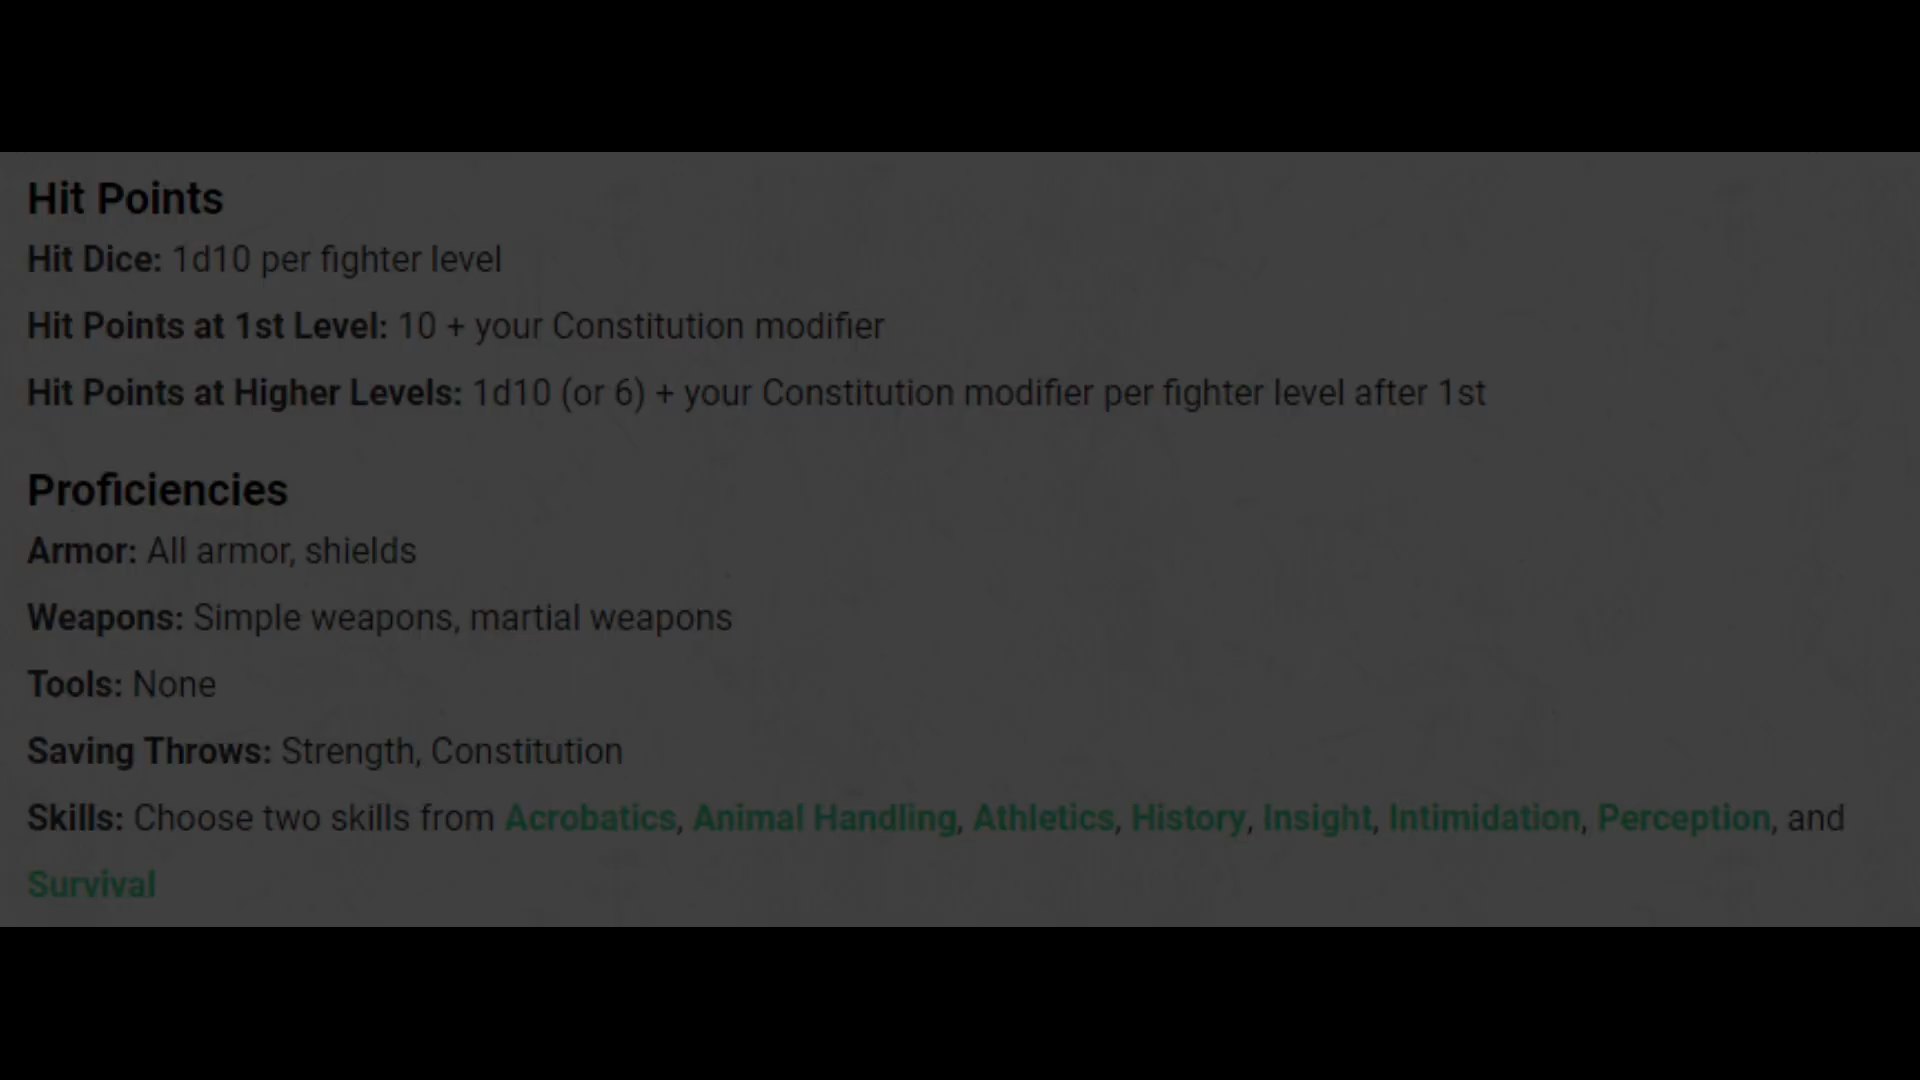 Hit Points
Hit Dice: 1d10 per fighter level
Hit Points at 1st Level: 10 + your Constitution modifier
Hit Points at Higher Levels: 1d10 (or 6) + your Constitution modifier per fighter level after 1st
Proficiencies
Armor: All armor, shields
Weapons: Simple weapons, martial weapons
Tools: None
Saving Throws: Strength, Constitution
Skills: Choose two skills from Acrobatics, Animal Handling, Athletics, History, Insight, Intimidation, Perception, and
Survival